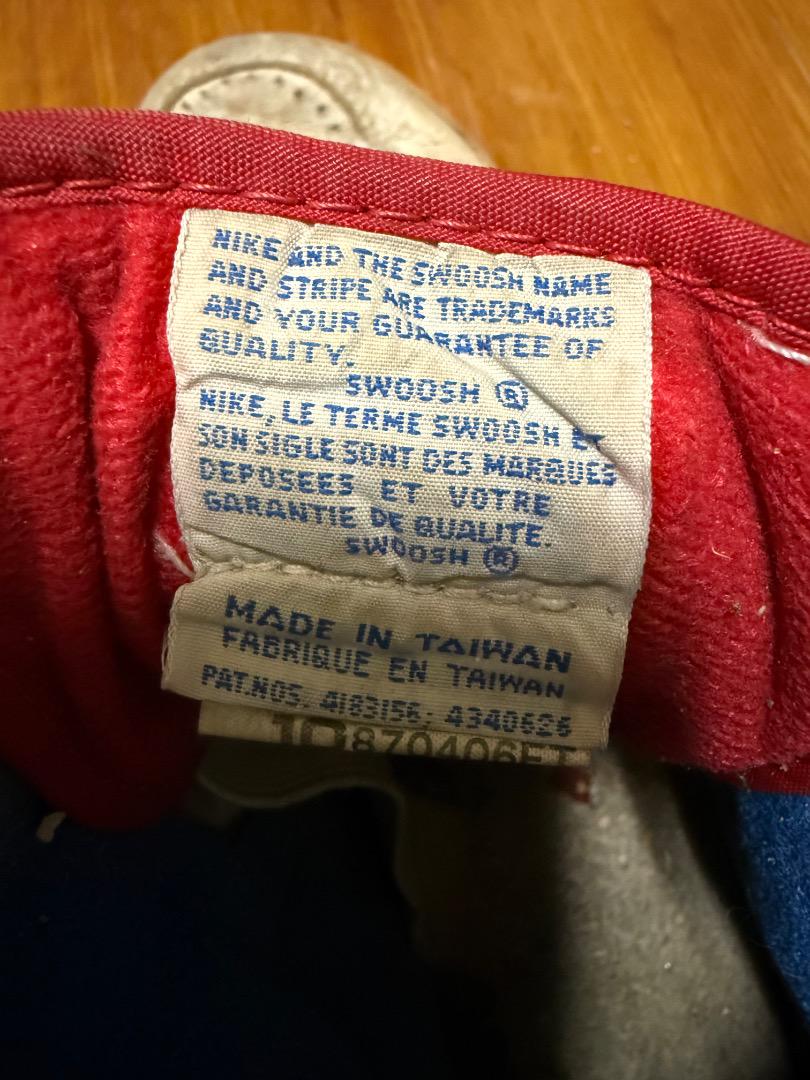 NIKE AND THE SWOOSH NAME
AND STRIPE ARE TRADEMARKS
AND YOUR GUARANTEE OF
QUALITY.
SWOOSH ®
NIKE, LE TERME SWOOSH ET
SON SIGLE SONT DES MARQUES
DEPOSEES ET VOTRE
GARANTIE DE QUALITE.
SWOOSH ®
MADE IN TAIWAN
FABRIQUE EN TAIWAN
PAT.NOS. 4183156; 4340626
10 870406ET